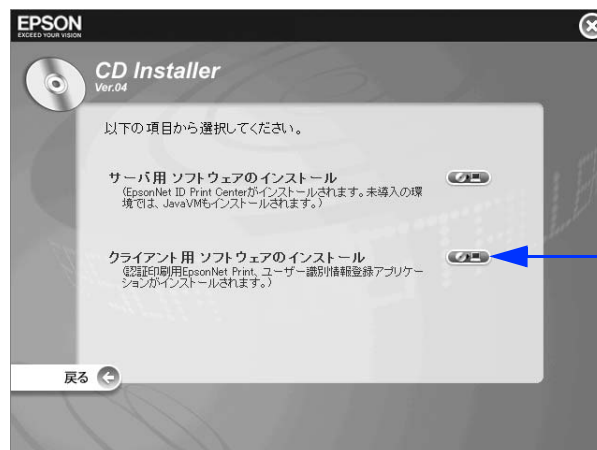 EPSON
EXCEED YOUR VISION
CD Installer
Ver.04
以下の項目から選択してください。
サーバ用 ソフトウェアのインストール
(EpsonNet ID Print Centerがインストールされます。未導入の環
境では、JavaVMもインストールされます。)
クライアント用 ソフトウェアのインストール
(認証印刷用EpsonNet Print、ユーザー識別情報登録アプリケー
ションがインストールされます。)
戻る